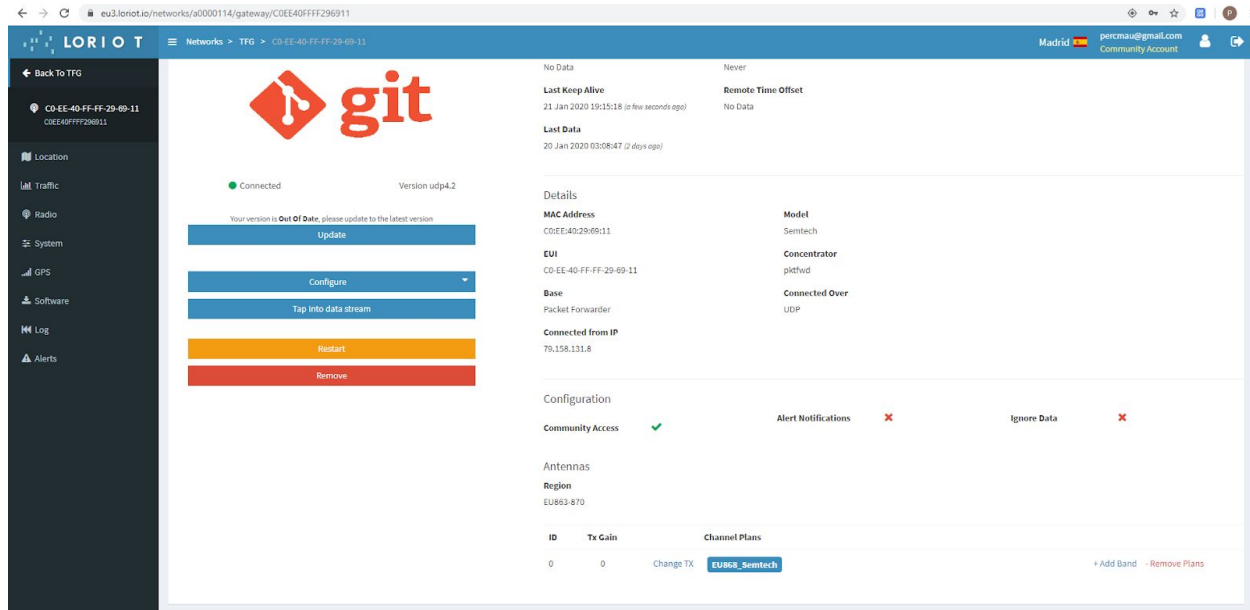 eu3.loriot.io/networks/a0000114/gateway/C0EE40FFFF296911
P
LORIOT
Networks > TFG > C0-EE-40-FF-FF-29-69-11
Madrid
percmau@gmail.com
Community Account
Back To TFG
C0-EE-40-FF-FF-29-69-11
C0EE40FFFF296911
Location
Traffic
Radio
System
GPS
Software
Log
Alerts
git
Connected Version udp4.2
Your version is Out Of Date, please update to the latest version
Update
Configure
Tap into data stream
Restart
Remove
No Data Never
Last Keep Alive Remote Time Offset
21 Jan 2020 19:15:18 (a few seconds ago) No Data
Last Data
20 Jan 2020 03:08:47 (2 days ago)
Details
MAC Address Model
C0:EE:40:29:69:11 Semtech
EUI Concentrator
C0-EE-40-FF-FF-29-69-11 pktfwd
Base Connected Over
Packet Forwarder UDP
Connected from IP
79.158.131.8
Configuration
Community Access Alert Notifications Ignore Data
Antennas
Region
EU863-870
ID Tx Gain Channel Plans
0 0 Change TX EU868_Semtech + Add Band - Remove Plans